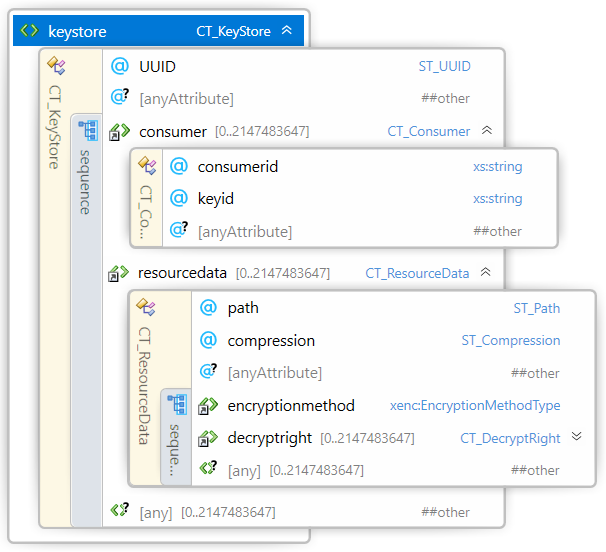 keystore CT_KeyStore
CT_KeyStore
sequence
UUID ST_UUID
[anyAttribute] ##other
consumer [0..2147483647] CT_Consumer
CT_Co...
consumerid xs:string
keyid xs:string
[anyAttribute] ##other
resourcedata [0..2147483647] CT_ResourceData
CT_ResourceData
path ST_Path
compression ST_Compression
[anyAttribute] ##other
seque...
encryptionmethod xenc:EncryptionMethodType
decryptright [0..2147483647] CT_DecryptRight
[any] [0..2147483647] ##other
[any] [0..2147483647] ##other